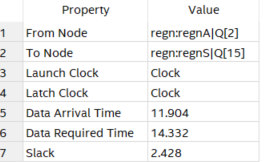 Property Value
1 From Node regn:regnA|Q[2]
2 To Node regn:regnS|Q[15]
3 Launch Clock Clock
4 Latch Clock Clock
5 Data Arrival Time 11.904
6 Data Required Time 14.332
7 Slack 2.428